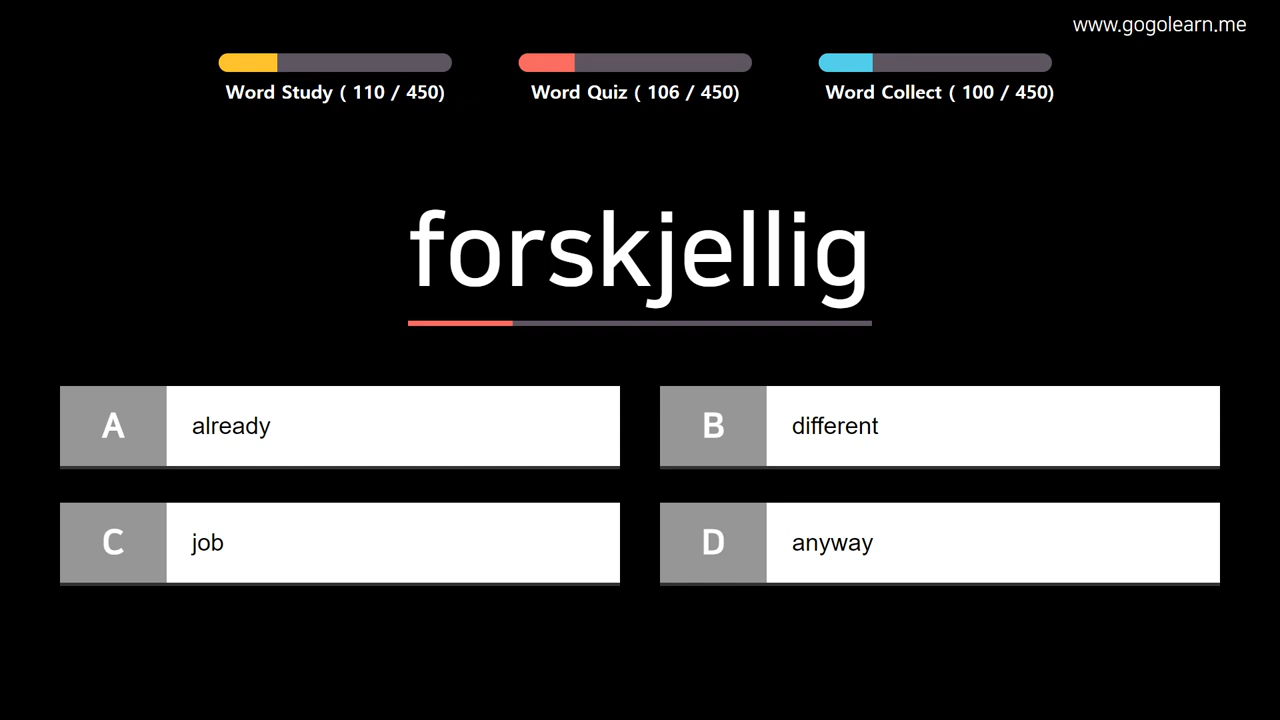 www.gogolearn.me
Word Study ( 110 / 450)
Word Quiz ( 106 / 450)
Word Collect ( 100 / 450)
forskjellig
A already
B different
C job
D anyway